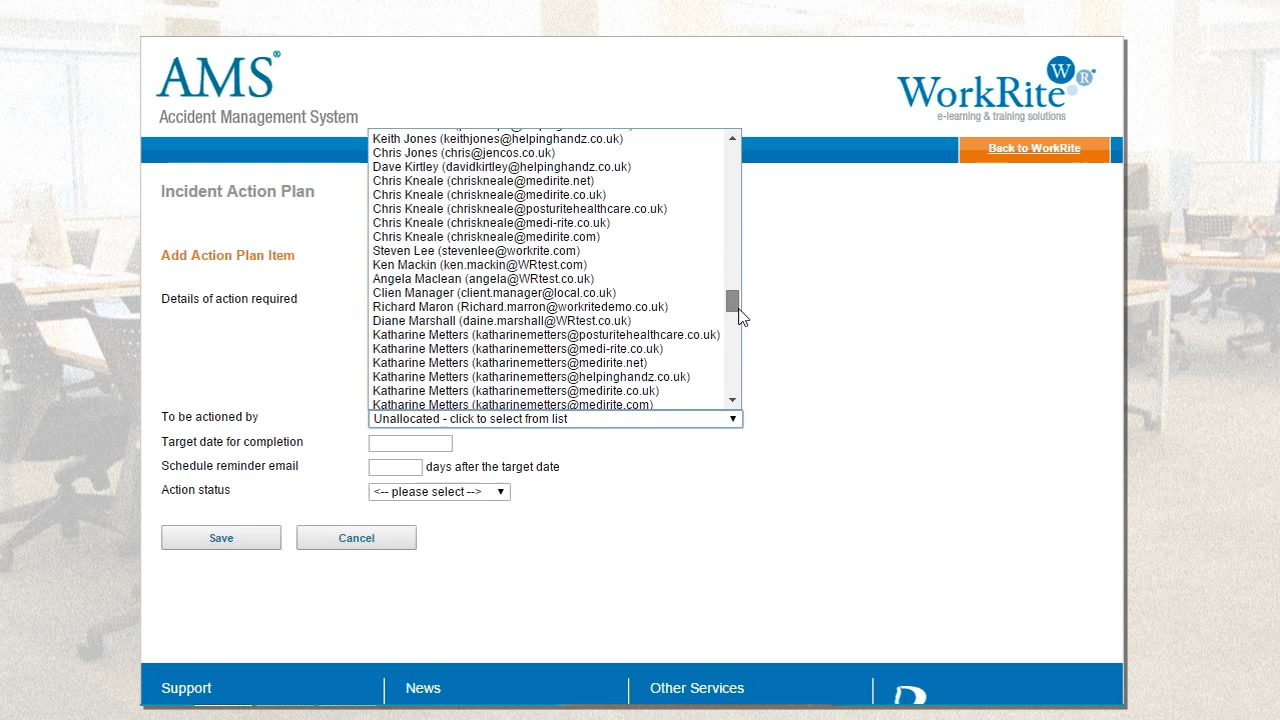 AMS®
Accident Management System
WorkRite
W
R
e-learning & training solutions
Back to WorkRite
Incident Action Plan
Add Action Plan Item
Details of action required
Keith Jones (keithjones@helpinghandz.co.uk)
Chris Jones (chris@jencos.co.uk)
Dave Kirtley (davidkirtley@helpinghandz.co.uk)
Chris Kneale (chriskneale@medirite.net)
Chris Kneale (chriskneale@medirite.co.uk)
Chris Kneale (chriskneale@posturitehealthcare.co.uk)
Chris Kneale (chriskneale@medi-rite.co.uk)
Chris Kneale (chriskneale@medirite.com)
Steven Lee (stevenlee@workrite.com)
Ken Mackin (ken.mackin@WRtest.com)
Angela Maclean (angela@WRtest.co.uk)
Clien Manager (client.manager@local.co.uk)
Richard Maron (Richard.marron@workritedemo.co.uk)
Diane Marshall (daine.marshall@WRtest.co.uk)
Katharine Metters (katharinemetters@posturitehealthcare.co.uk)
Katharine Metters (katharinemetters@medi-rite.co.uk)
Katharine Metters (katharinemetters@medirite.net)
Katharine Metters (katharinemetters@helpinghandz.co.uk)
Katharine Metters (katharinemetters@medirite.co.uk)
Katharine Metters (katharinemetters@medirite.com)
To be actioned by Unallocated - click to select from list
Target date for completion
Schedule reminder email days after the target date
Action status <-- please select -->
Save Cancel
Support News Other Services